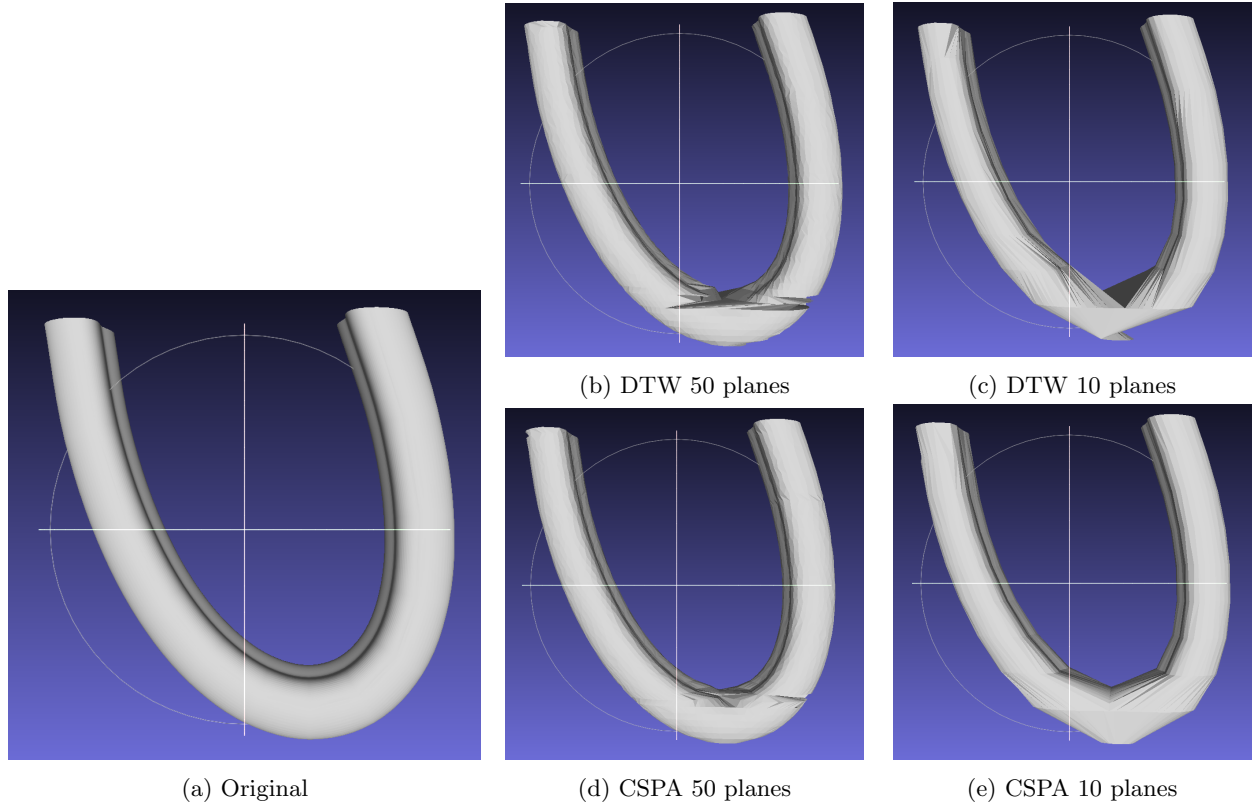 (b) DTW 50 planes
(c) DTW 10 planes
(a) Original
(d) CSPA 50 planes
(e) CSPA 10 planes